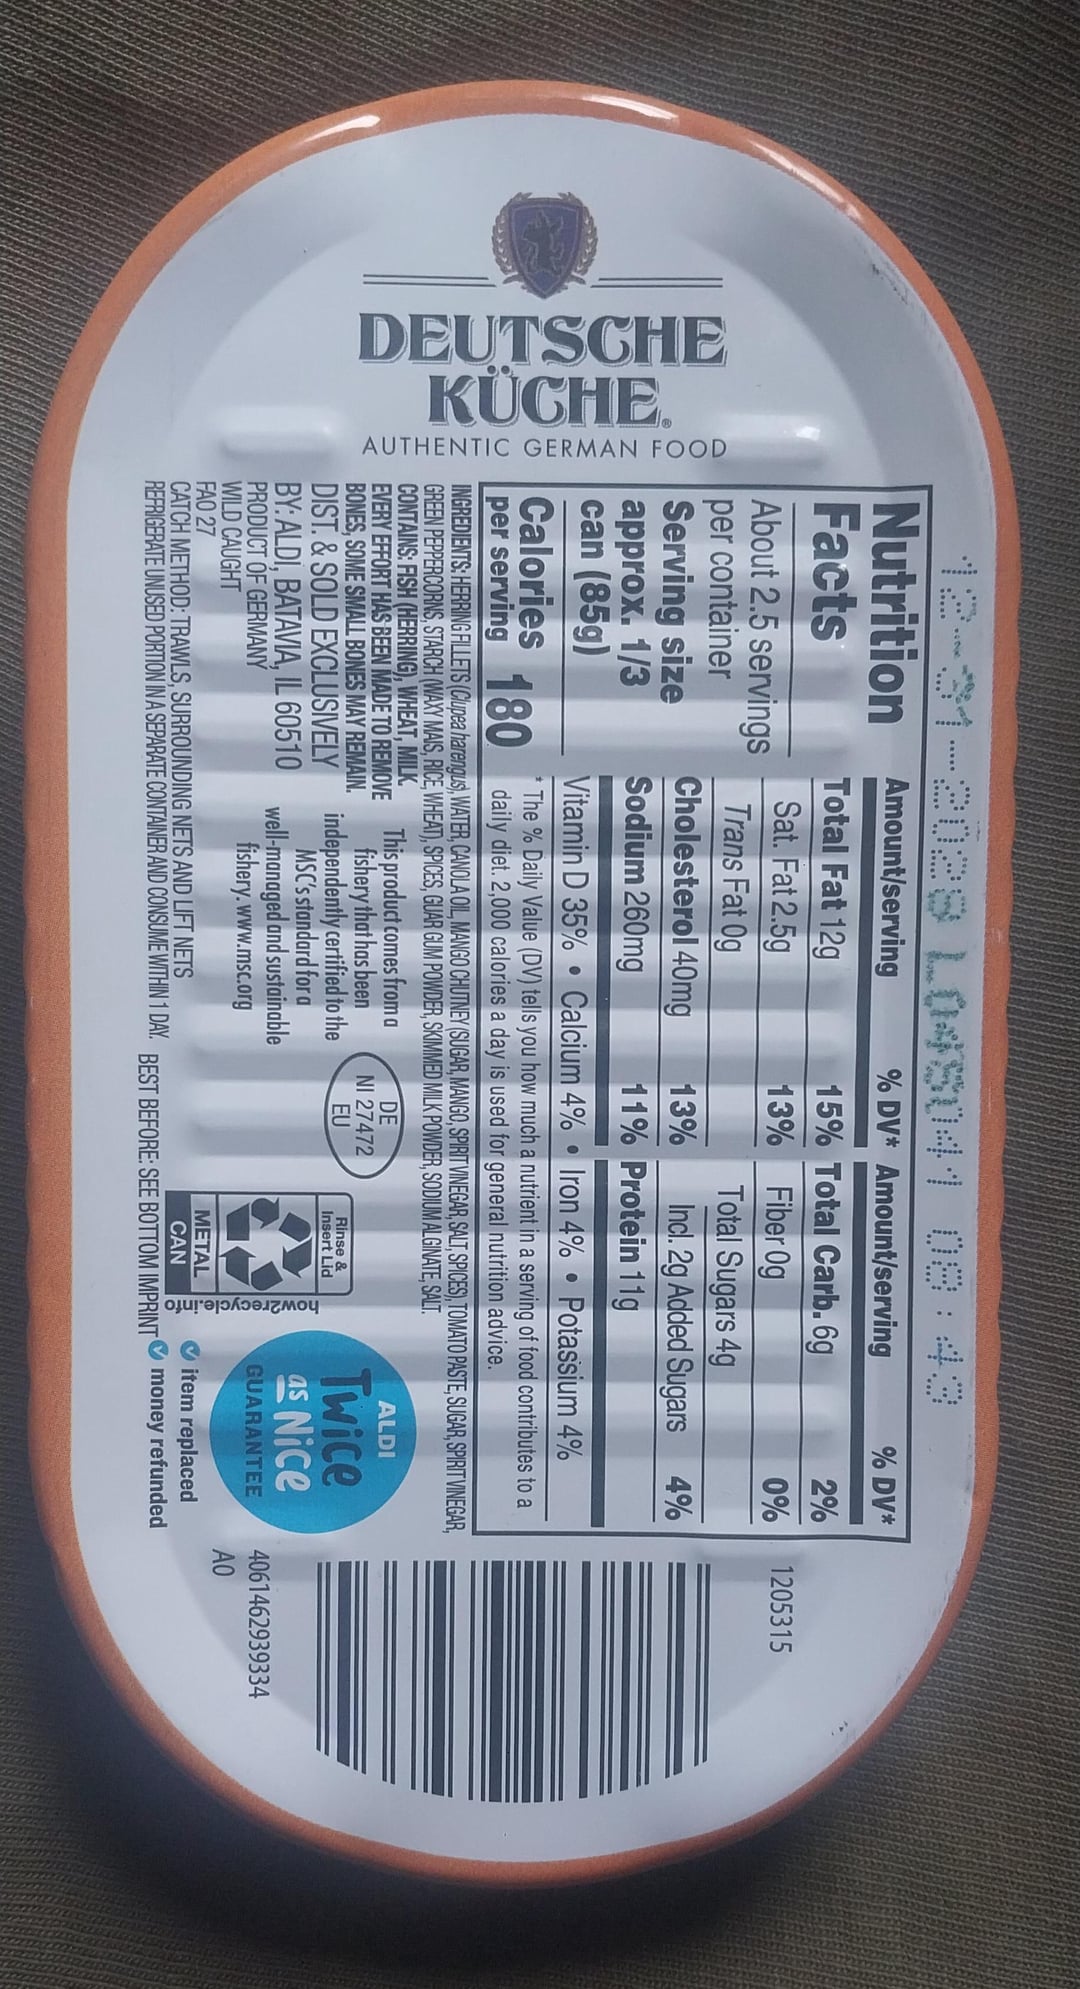 DEUTSCHE
KÜCHE®
AUTHENTIC GERMAN FOOD
Nutrition
Facts
About 2.5 servings
per container
Serving size
approx. 1/3
can (85g)
Calories 180
per serving
Amount/serving % DV* Amount/serving % DV*
Total Fat 12g 15% Total Carb. 6g 2%
Sat. Fat 2.5g 13% Fiber 0g 0%
Trans Fat 0g Total Sugars 4g
Cholesterol 40mg 13% Incl. 2g Added Sugars 4%
Sodium 260mg 11% Protein 11g
Vitamin D 35% • Calcium 4% • Iron 4% • Potassium 4%
* The % Daily Value (DV) tells you how much a nutrient in a serving of food contributes to a
daily diet. 2,000 calories a day is used for general nutrition advice.
INGREDIENTS: HERRING FILLETS (Clupea harengus), WATER, CANOLA OIL, MANGO CHUTNEY (SUGAR, MANGO, SPIRIT VINEGAR, SALT, SPICES), TOMATO PASTE, SUGAR, SPIRIT VINEGAR,
GREEN PEPPERCORNS, STARCH (WAXY MAIS, RICE, WHEAT), SPICES, GUAR GUM POWDER, SKIMMED MILK POWDER, SODIUM ALGINATE, SALT.
CONTAINS: FISH (HERRING), WHEAT, MILK
EVERY EFFORT HAS BEEN MADE TO REMOVE
BONES, SOME SMALL BONES MAY REMAIN.
DIST. & SOLD EXCLUSIVELY
BY: ALDI, BATAVIA, IL 60510
PRODUCT OF GERMANY
WILD CAUGHT
FAO 27
CATCH METHOD: TRAWLS, SURROUNDING NETS AND LIFT NETS
REFRIGERATE UNUSED PORTION IN A SEPARATE CONTAINER AND CONSUME WITHIN 1 DAY. BEST BEFORE: SEE BOTTOM IMPRINT
This product comes from a
fishery that has been
independently certified to the
MSC's standard for a
well-managed and sustainable
fishery. www.msc.org
DE
NI 27472
EU
Rinse &
Insert Lid
METAL
CAN
how2recycle.info
ALDI
Twice
as Nice
GUARANTEE
item replaced
money refunded
1205315
4061462939334
A0